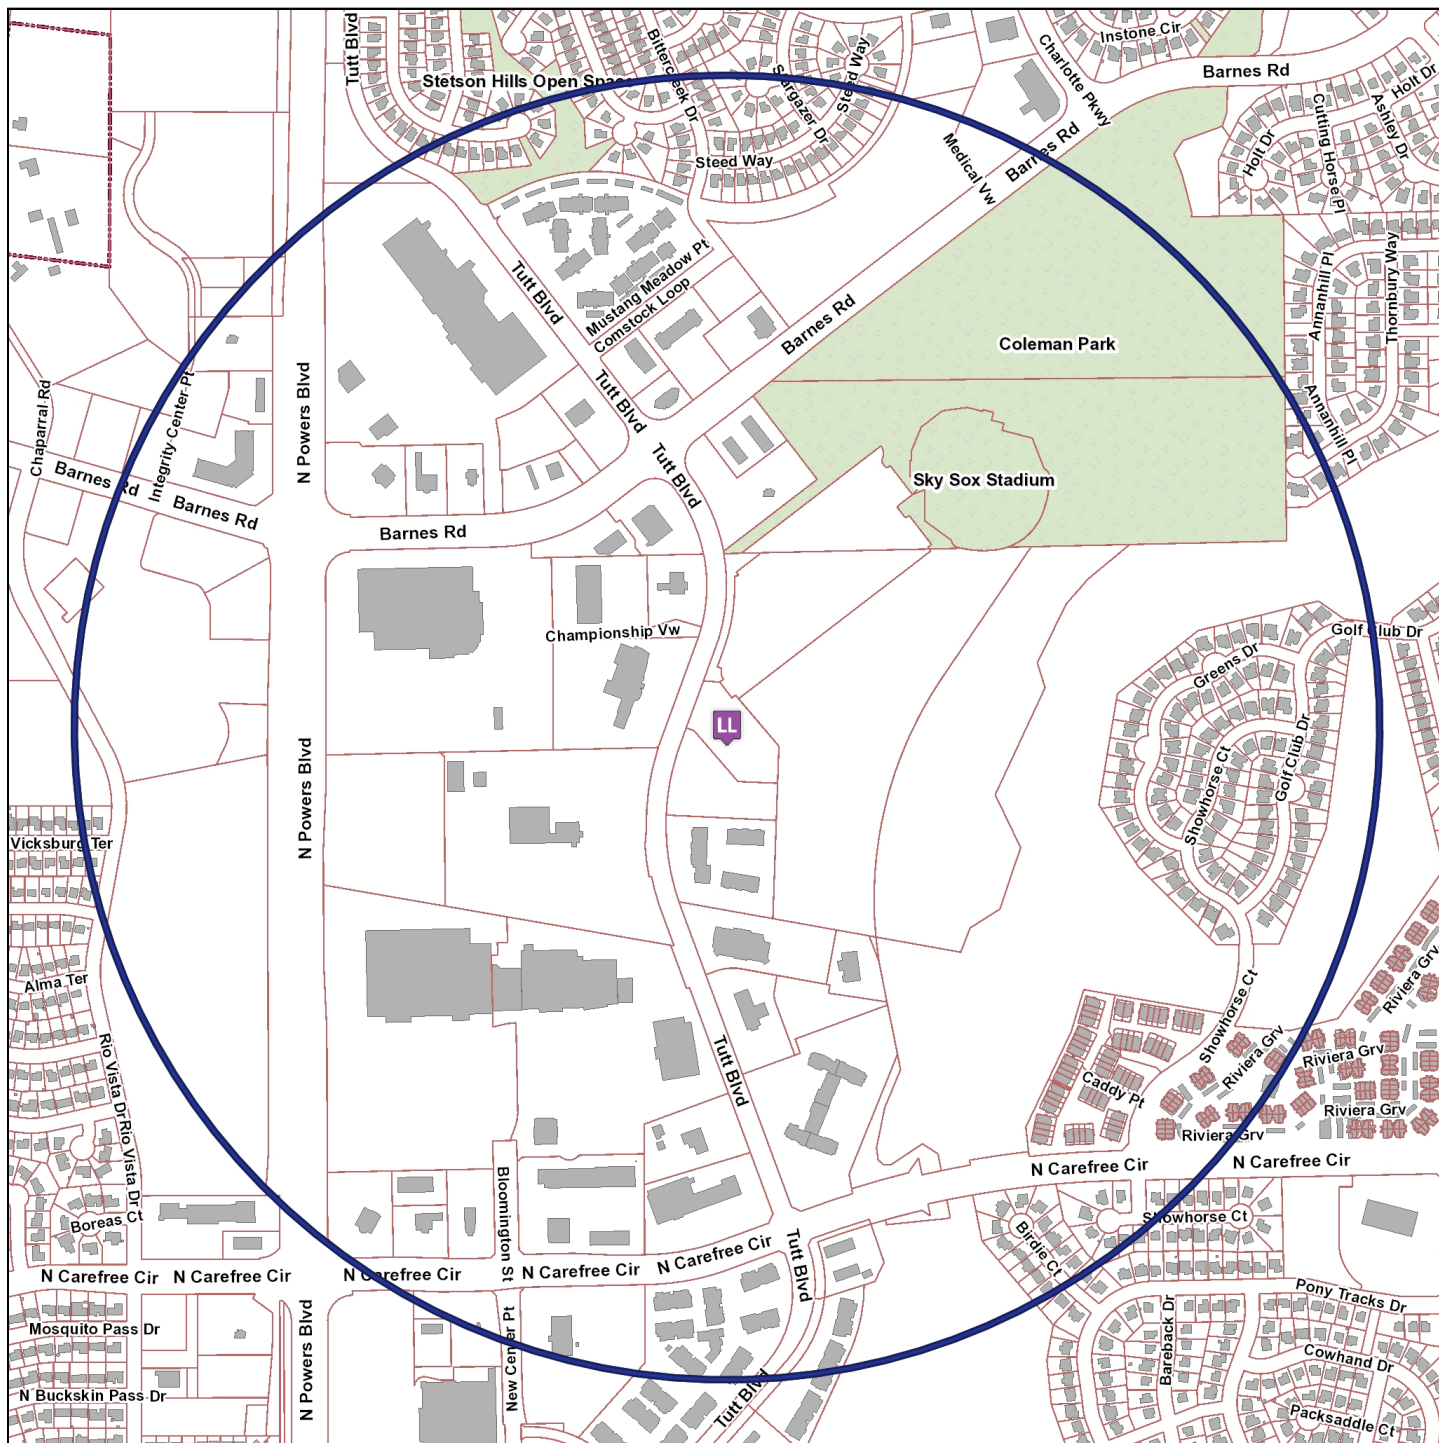 Tutt Blvd
Stetson Hills Open Spac
Bittercreek Dr
Stargazer Dr
Steed Way
Charlotte Pkwy
Instone Cir
Barnes Rd
Holt Dr
Ashley Dr
Cutting Horse Pl
Holt Dr
Steed Way
Medical Vw
Barnes Rd
Thornbury Way
Annanhill Pl
Tutt Blvd
Mustang Meadow Pt
Comstock Loop
Barnes Rd
Coleman Park
Chaparral Rd
Integrity Center Pt
N Powers Blvd
Tutt Blvd
Annanhill Pl
Barnes Rd
Barnes Rd
Tutt Blvd
Sky Sox Stadium
Barnes Rd
Championship Vw
Golf Club Dr
Greens Dr
LL
N Powers Blvd
Showhorse Ct
Golf Club Dr
Vicksburg Ter
Alma Ter
Showhorse Ct
Riviera Grv
Rio Vista Dr
Rio Vista Dr
Tutt Blvd
Riviera Grv
Riviera Grv
Caddy Pt
Riviera Grv
Riviera Grv
N Carefree Cir
N Carefree Cir
Boreas Ct
Bloomington St
Showhorse Ct
Birdie Ct
N Carefree Cir
N Carefree Cir
N Carefree Cir
N Carefree Cir
N Carefree Cir
Tutt Blvd
Pony Tracks Dr
Mosquito Pass Dr
N Powers Blvd
New Center Pt
Bareback Dr
Cowhand Dr
N Buckskin Pass Dr
Tutt Blvd
Packsaddle Ct